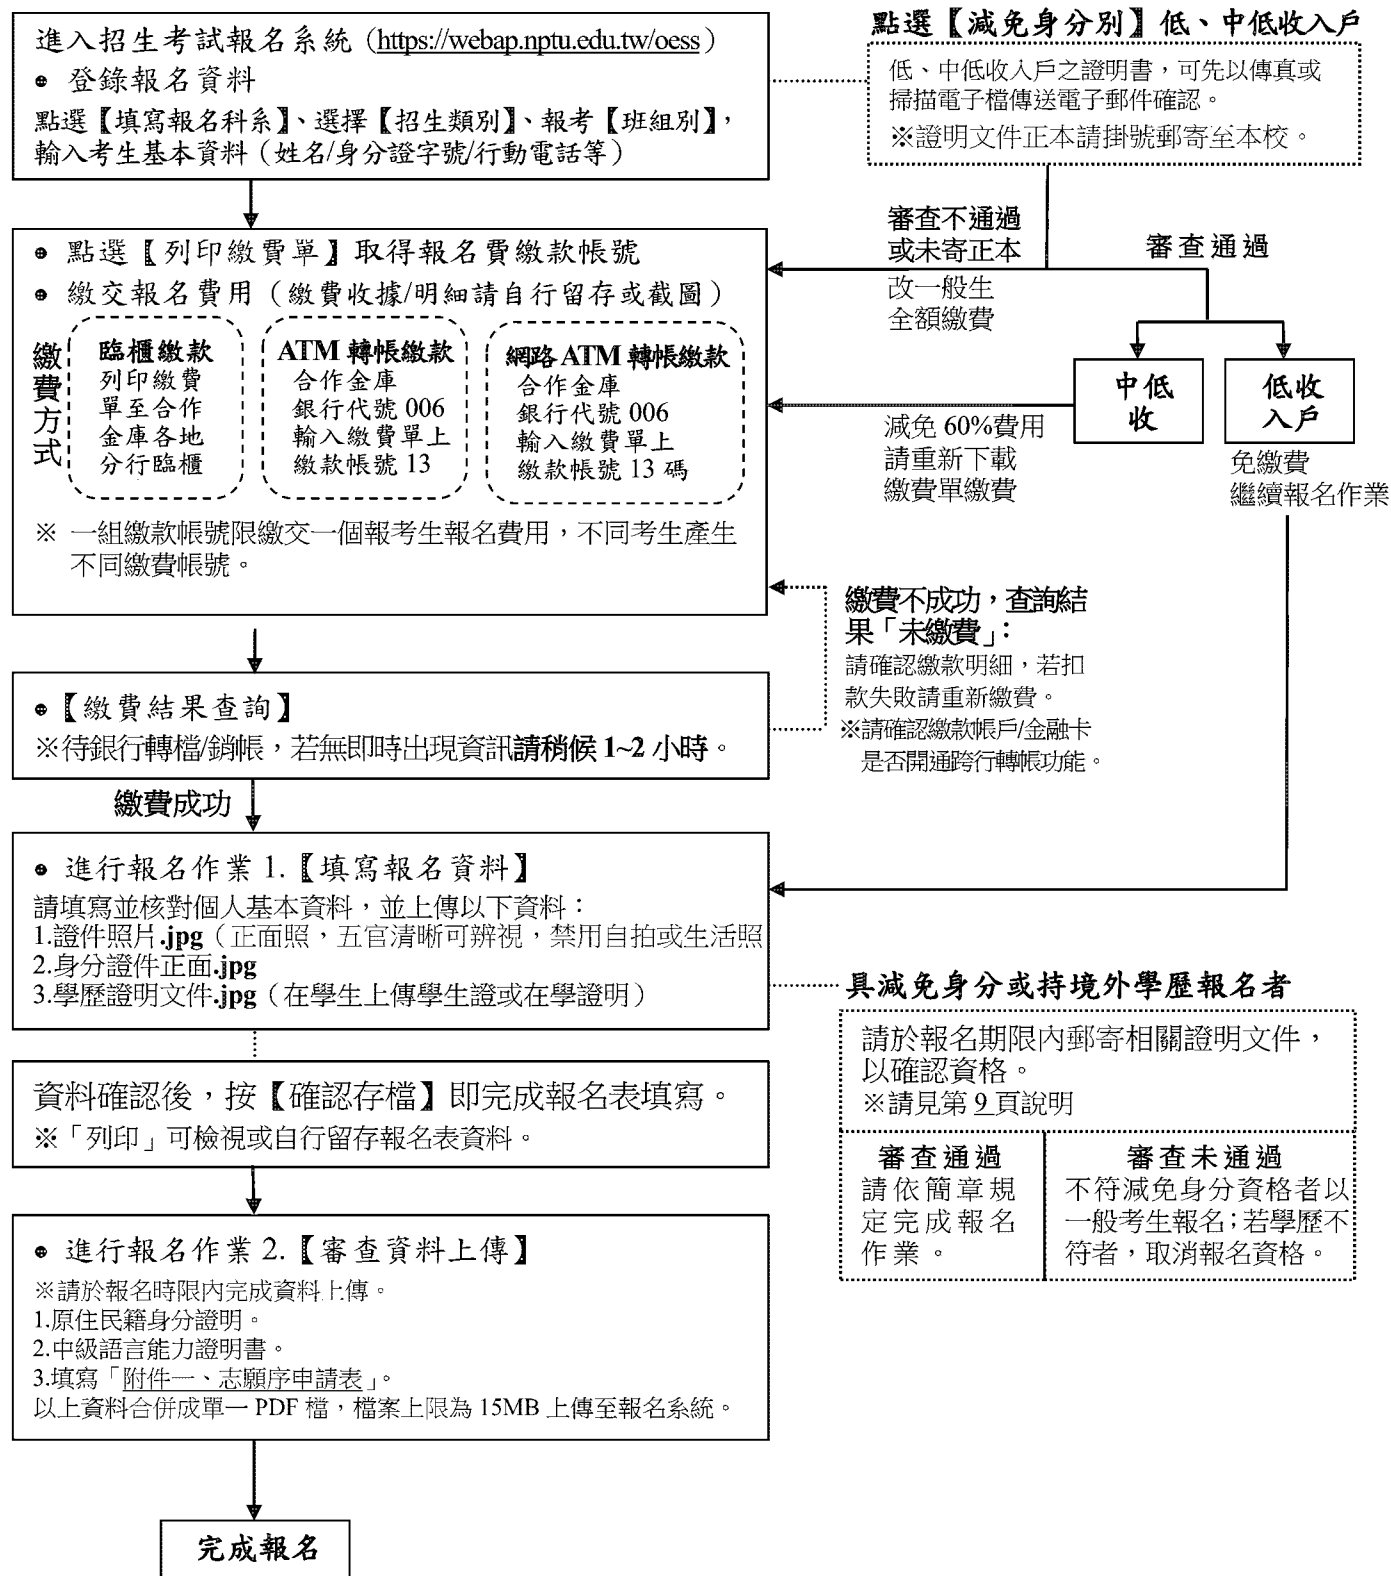 進入招生考試報名系統（https://webap.nptu.edu.tw/oess）
● 登錄報名資料
點選【填寫報名科系】、選擇【招生類別】、報考【班組別】，
輸入考生基本資料（姓名/身分證字號/行動電話等）
點選【減免身分別】低、中低收入戶
低、中低收入戶之證明書，可先以傳真或
掃描電子檔傳送電子郵件確認。
※證明文件正本請掛號郵寄至本校。
審查不通過
或未寄正本
改一般生
全額繳費
審查通過
● 點選【列印繳費單】取得報名費繳款帳號
● 繳交報名費用（繳費收據/明細請自行留存或截圖）
繳費方式
臨櫃繳款
列印繳費
單至合作
金庫各地
分行臨櫃
ATM 轉帳繳款
合作金庫
銀行代號 006
輸入繳費單上
繳款帳號 13
網路 ATM 轉帳繳款
合作金庫
銀行代號 006
輸入繳費單上
繳款帳號 13 碼
※ 一組繳款帳號限繳交一個報考生報名費用，不同考生產生
不同繳費帳號。
中低
收
低收
入戶
減免 60%費用
請重新下載
繳費單繳費
免繳費
繼續報名作業
繳費不成功，查詢結
果「未繳費」：
請確認繳款明細，若扣
款失敗請重新繳費。
※請確認繳款帳戶/金融卡
是否開通跨行轉帳功能。
●【繳費結果查詢】
※待銀行轉檔/銷帳，若無即時出現資訊請稍候 1~2 小時。
繳費成功
● 進行報名作業 1.【填寫報名資料】
請填寫並核對個人基本資料，並上傳以下資料：
1.證件照片.jpg（正面照，五官清晰可辨視，禁用自拍或生活照
2.身分證件正面.jpg
3.學歷證明文件.jpg（在學生上傳學生證或在學證明）
具減免身分或持境外學歷報名者
請於報名期限內郵寄相關證明文件，
以確認資格。
※請見第 9 頁說明
審查通過
請依簡章規
定完成報名
作業。
審查未通過
不符減免身分資格者以
一般考生報名；若學歷不
符者，取消報名資格。
資料確認後，按【確認存檔】即完成報名表填寫。
※「列印」可檢視或自行留存報名表資料。
● 進行報名作業 2.【審查資料上傳】
※請於報名時限內完成資料上傳。
1.原住民籍身分證明。
2.中級語言能力證明書。
3.填寫「附件一、志願序申請表」。
以上資料合併成單一 PDF 檔，檔案上限為 15MB 上傳至報名系統。
完成報名